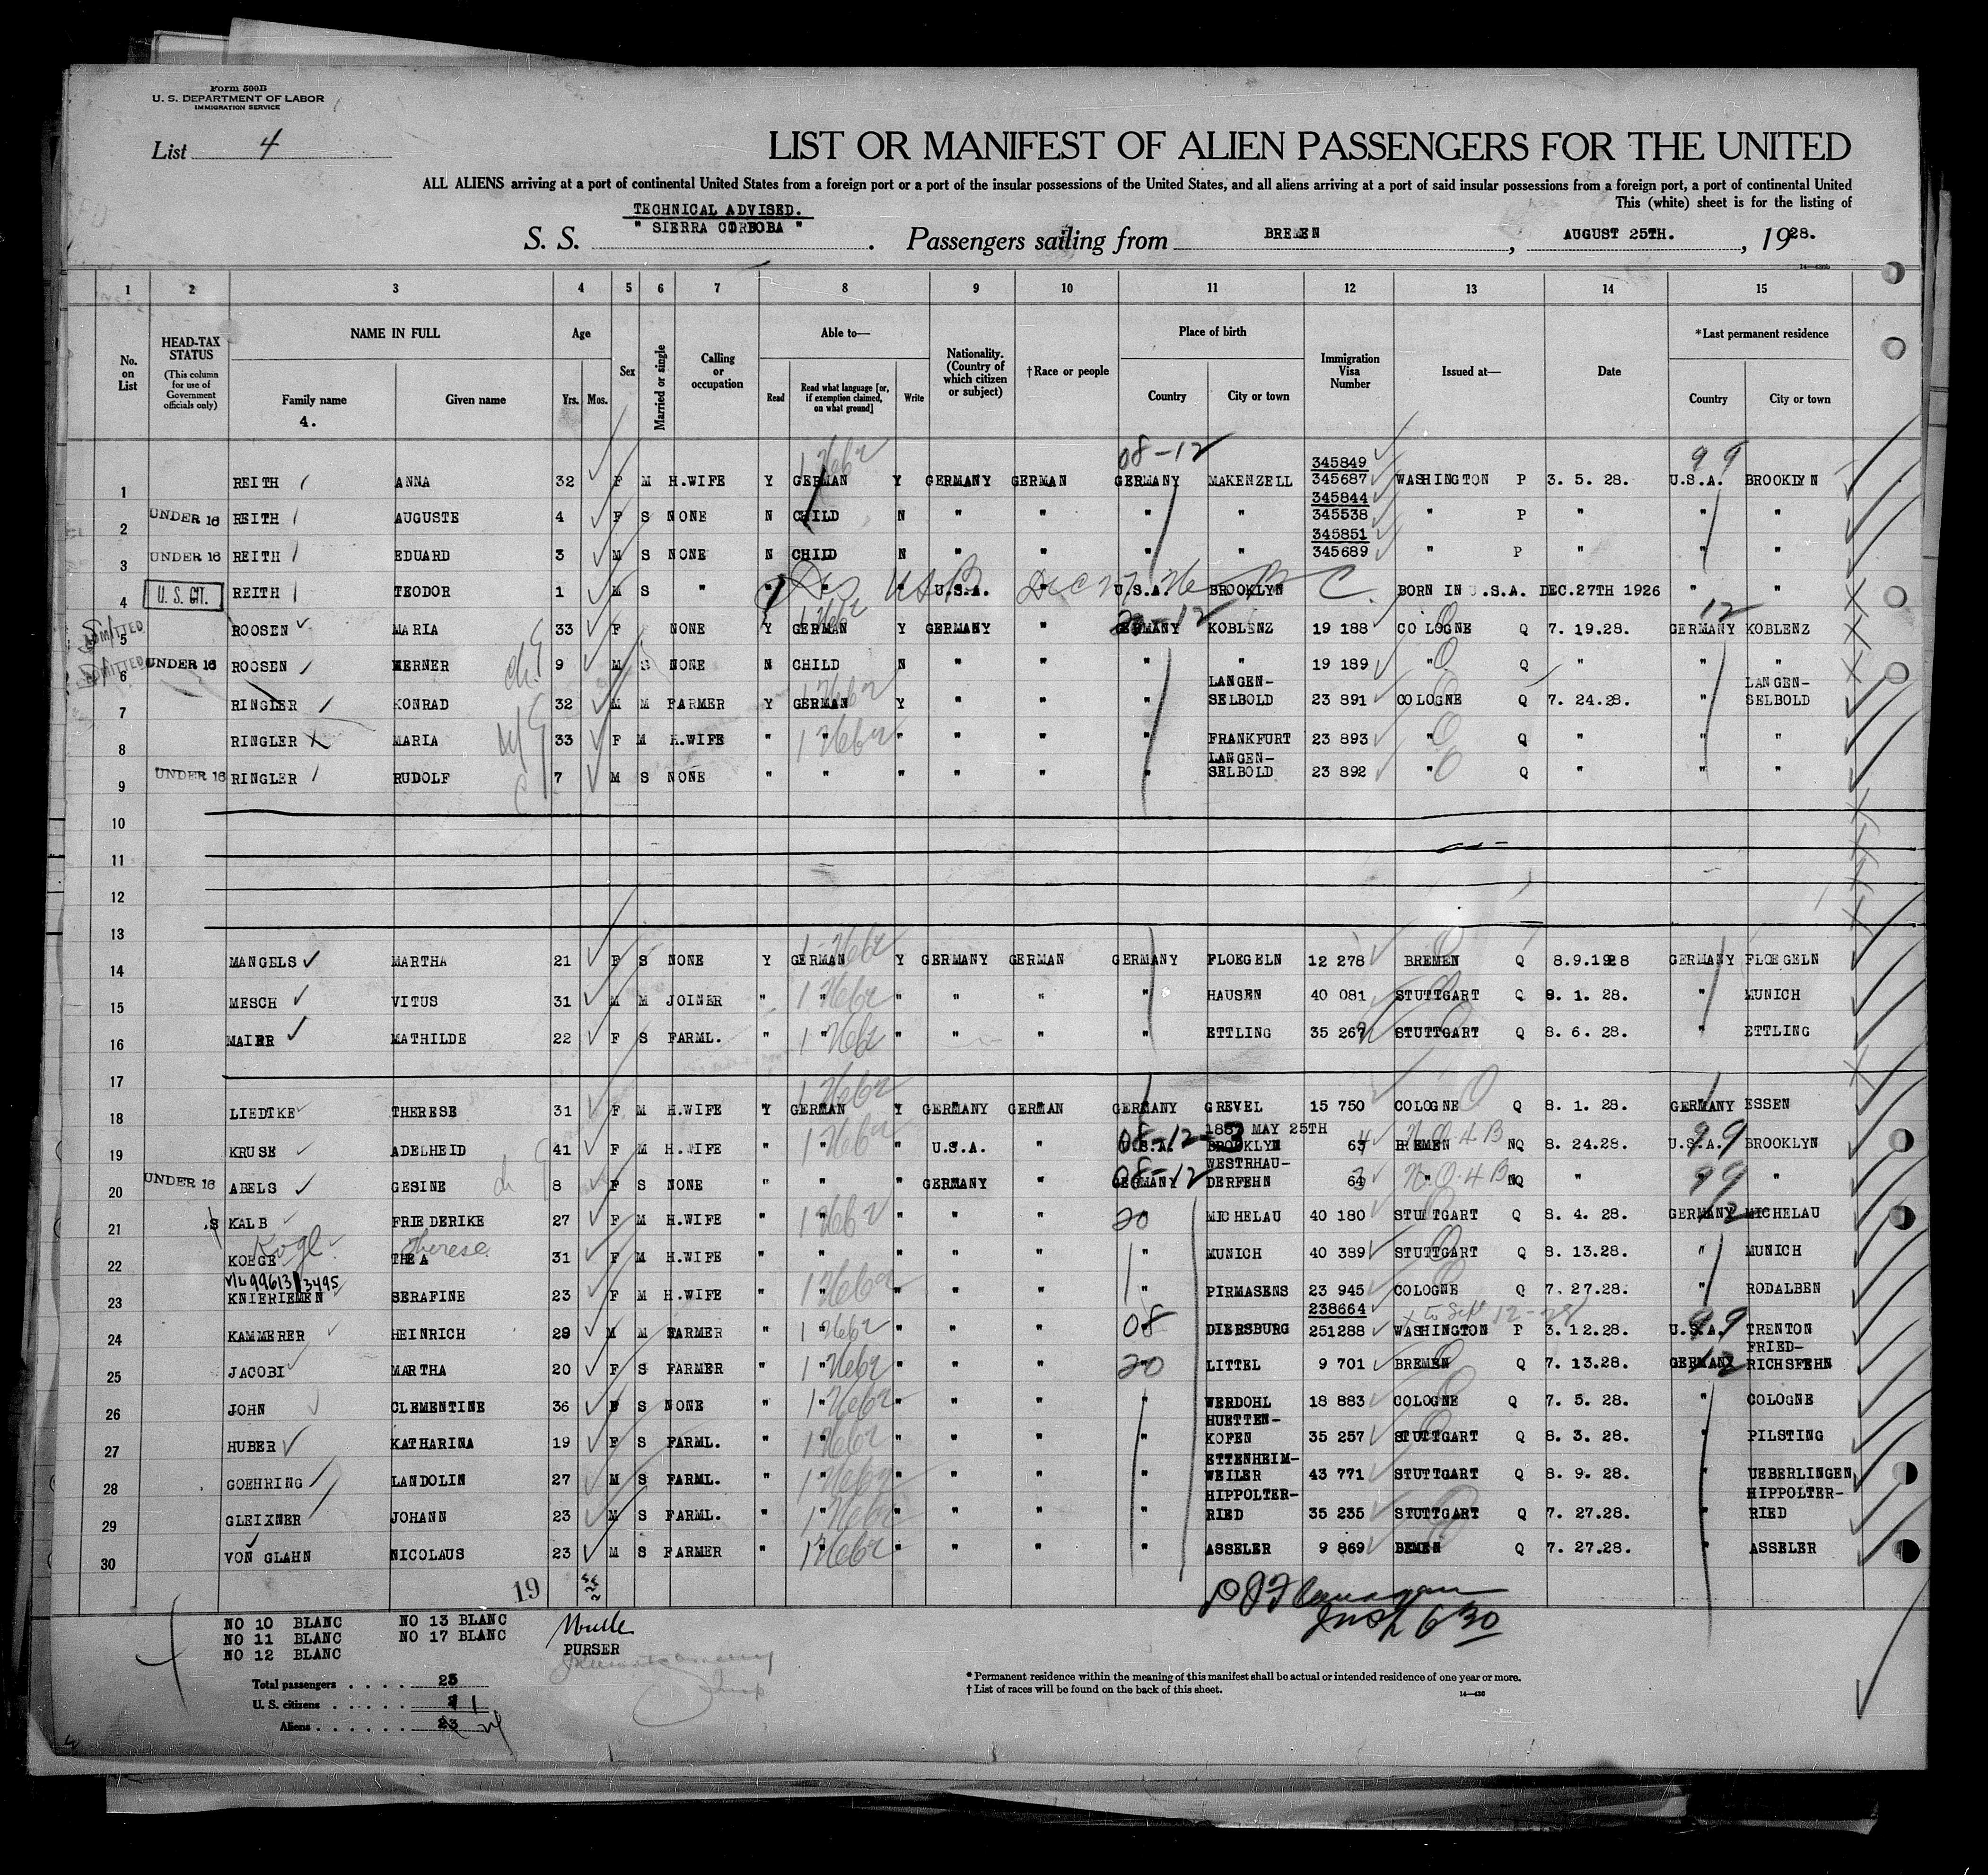 Form 500B
U. S. DEPARTMENT OF LABOR
IMMIGRATION SERVICE
List 4
LIST OR MANIFEST OF ALIEN PASSENGERS FOR THE UNITED
ALL ALIENS arriving at a port of continental United States from a foreign port or a port of the insular possessions of the United States, and all aliens arriving at a port of said insular possessions from a foreign port, a port of continental United
This (white) sheet is for the listing of
TECHNICAL ADVISED.
S. S. " SIERRA CORDOBA " . Passengers sailing from BREMEN , AUGUST 25TH. , 1928.
1 2 3 4 5 6 7 8 9 10 11 12 13 14 15
No. on List
HEAD-TAX STATUS (This column for use of Government officials only)
NAME IN FULL
Family name
4.
Given name
Age
Yrs. Mos.
Sex
Married or single
Calling or occupation
Able to—
Read
Read what language [or, if exemption claimed, on what ground]
Write
Nationality. (Country of which citizen or subject)
†Race or people
Place of birth
Country City or town
Immigration Visa Number
Issued at—
Date
*Last permanent residence
Country City or town
08-12 99
345849
1 REITH ANNA 32 F M H.WIFE Y GERMAN Y GERMANY GERMAN GERMANY MAKENZELL 345687 WASHINGTON P 3. 5. 28. U.S.A. BROOKLYN
345844
2 UNDER 16 REITH AUGUSTE 4 F S NONE N CHILD N " " " " 345538 " P " " "
345851
3 UNDER 16 REITH EDUARD 3 M S NONE N CHILD N " " " " 345689 " P " " "
4 U. S. CIT. REITH TEODOR 1 M S " " " " U.S.A. " U.S.A. BROOKLYN BORN IN U.S.A. DEC.27TH 1926 " "
12
5 ADMITTED ROOSEN MARIA 33 F NONE Y GERMAN Y GERMANY " GERMANY KOBLENZ 19 188 COLOGNE Q 7. 19.28. GERMANY KOBLENZ
6 ADMITTED UNDER 16 ROOSEN WERNER 9 M S NONE N CHILD N " " " " 19 189 " Q " " "
7 RINGLER KONRAD 32 M M FARMER Y GERMAN Y " " " LANGEN-SELBOLD 23 891 COLOGNE Q 7. 24.28. " LANGEN-SELBOLD
8 RINGLER MARIA 33 F M H.WIFE " " " " " " FRANKFURT 23 893 " Q " " "
9 UNDER 16 RINGLER RUDOLF 7 M S NONE " " " " " " LANGEN-SELBOLD 23 892 " Q " " "
10
11
12
13
14 MANGELS MARTHA 21 F S NONE Y GERMAN Y GERMANY GERMAN GERMANY FLOEGELN 12 278 BREMEN Q 8.9.1928 GERMANY FLOEGELN
15 MESCH VITUS 31 M M JOINER " " " " " " HAUSEN 40 081 STUTTGART Q 8. 1. 28. " MUNICH
16 MAIER MATHILDE 22 F S FARML. " " " " " " ETTLING 35 267 STUTTGART Q 8. 6. 28. " ETTLING
17
18 LIEDTKE THERESE 31 F M H.WIFE Y GERMAN Y GERMANY GERMAN GERMANY GREVEL 15 750 COLOGNE Q 8. 1. 28. GERMANY ESSEN
1887 MAY 25TH
19 KRUSE ADELHEID 41 F M H.WIFE " " " U.S.A. " U.S.A. BROOKLYN 63 BREMEN NQ 8. 24.28. U.S.A. BROOKLYN
20 UNDER 16 ABELS GESINE 8 F S NONE " " " GERMANY " GERMANY WESTRHAU-DERFEHN 64 " NQ " " "
21 KALB FRIEDERIKE 27 F M H.WIFE " " " " " 20 MICHELAU 40 180 STUTTGART Q 8. 4. 28. GERMANY MICHELAU
Kogl Therese
22 KOEGE THEA 31 F M H.WIFE " " " " " " MUNICH 40 389 STUTTGART Q 8. 13.28. " MUNICH
23 KNIERIEMEN SERAFINE 23 F M H.WIFE " " " " " " PIRMASENS 23 945 COLOGNE Q 7. 27.28. " RODALBEN
238664
24 KAMMERER HEINRICH 29 M M FARMER " " " " " 08 DIERSBURG 251288 WASHINGTON P 3. 12.28. U.S.A. TRENTON
25 JACOBI MARTHA 20 F S FARMER " " " " " 20 LITTEL 9 701 BREMEN Q 7. 13.28. GERMANY FRIED-RICHSFEHN
26 JOHN CLEMENTINE 36 F S NONE " " " " " " WERDOHL 18 883 COLOGNE Q 7. 5. 28. " COLOGNE
27 HUBER KATHARINA 19 F S FARML. " " " " " " HUETTEN-KOFEN 35 257 STUTTGART Q 8. 3. 28. " PILSTING
28 GOEHRING LANDOLIN 27 M S FARML. " " " " " " ETTENHEIM-WEILER 43 771 STUTTGART Q 8. 9. 28. " UEBERLINGEN
29 GLEIXNER JOHANN 23 M S FARML. " " " " " " HIPPOLTER-RIED 35 235 STUTTGART Q 7. 27.28. " HIPPOLTER-RIED
30 VON GLAHN NICOLAUS 23 M S FARMER " " " " " " ASSELER 9 869 BEMEN Q 7. 27.28. " ASSELER
19
NO 10 BLANC NO 13 BLANC
NO 11 BLANC NO 17 BLANC
NO 12 BLANC
PURSER
Total passengers . . . . . 25
U. S. citizens . . . . . 1
Aliens . . . . . . 23
* Permanent residence within the meaning of this manifest shall be actual or intended residence of one year or more.
† List of races will be found on the back of this sheet.